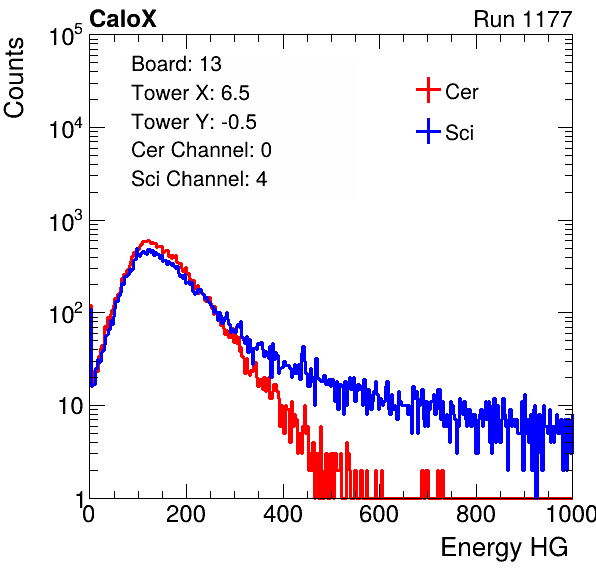 CaloX Run 1177
Counts
10^5
10^4
10^3
10^2
10
1
Board: 13
Tower X: 6.5
Tower Y: -0.5
Cer Channel: 0
Sci Channel: 4
Cer
Sci
0 200 400 600 800 1000
Energy HG